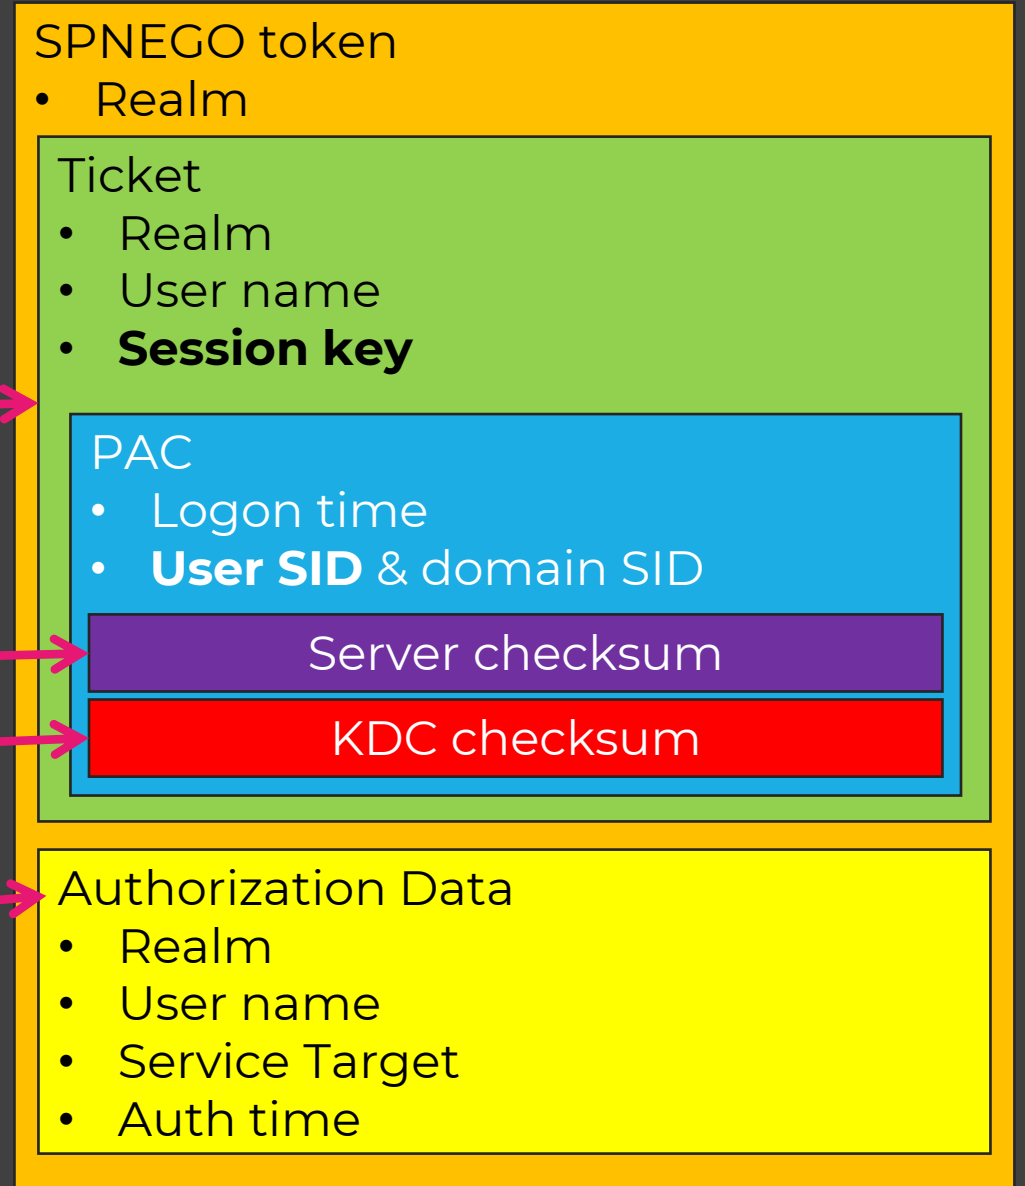 SPNEGO token
• Realm
Ticket
• Realm
• User name
• Session key
PAC
• Logon time
• User SID & domain SID
Server checksum
KDC checksum
Authorization Data
• Realm
• User name
• Service Target
• Auth time